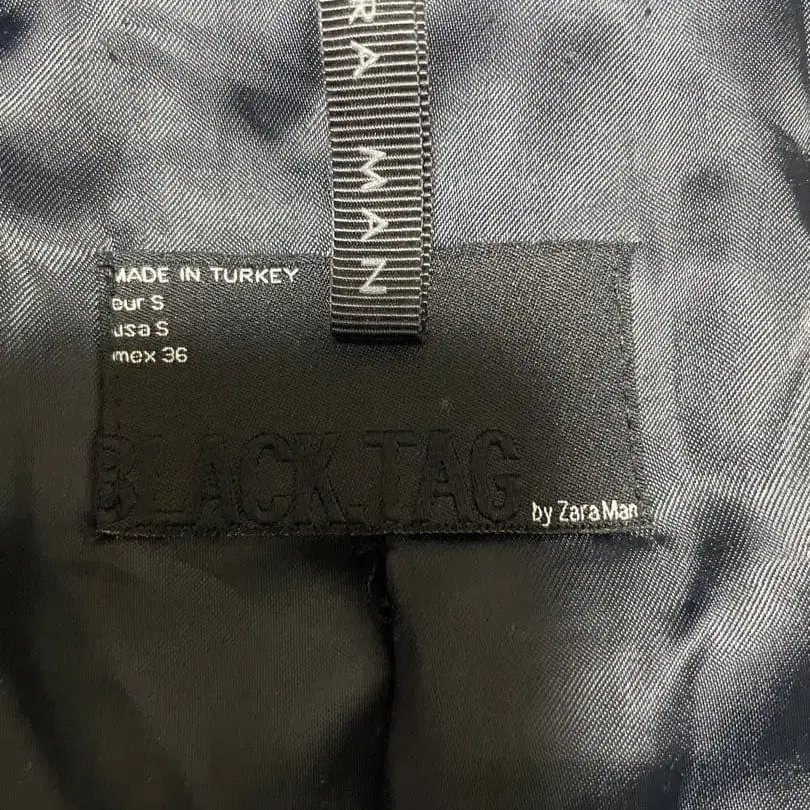 RA MAN
MADE IN TURKEY
eur S
usa S
mex 36
BLACK.TAG
by Zara Man